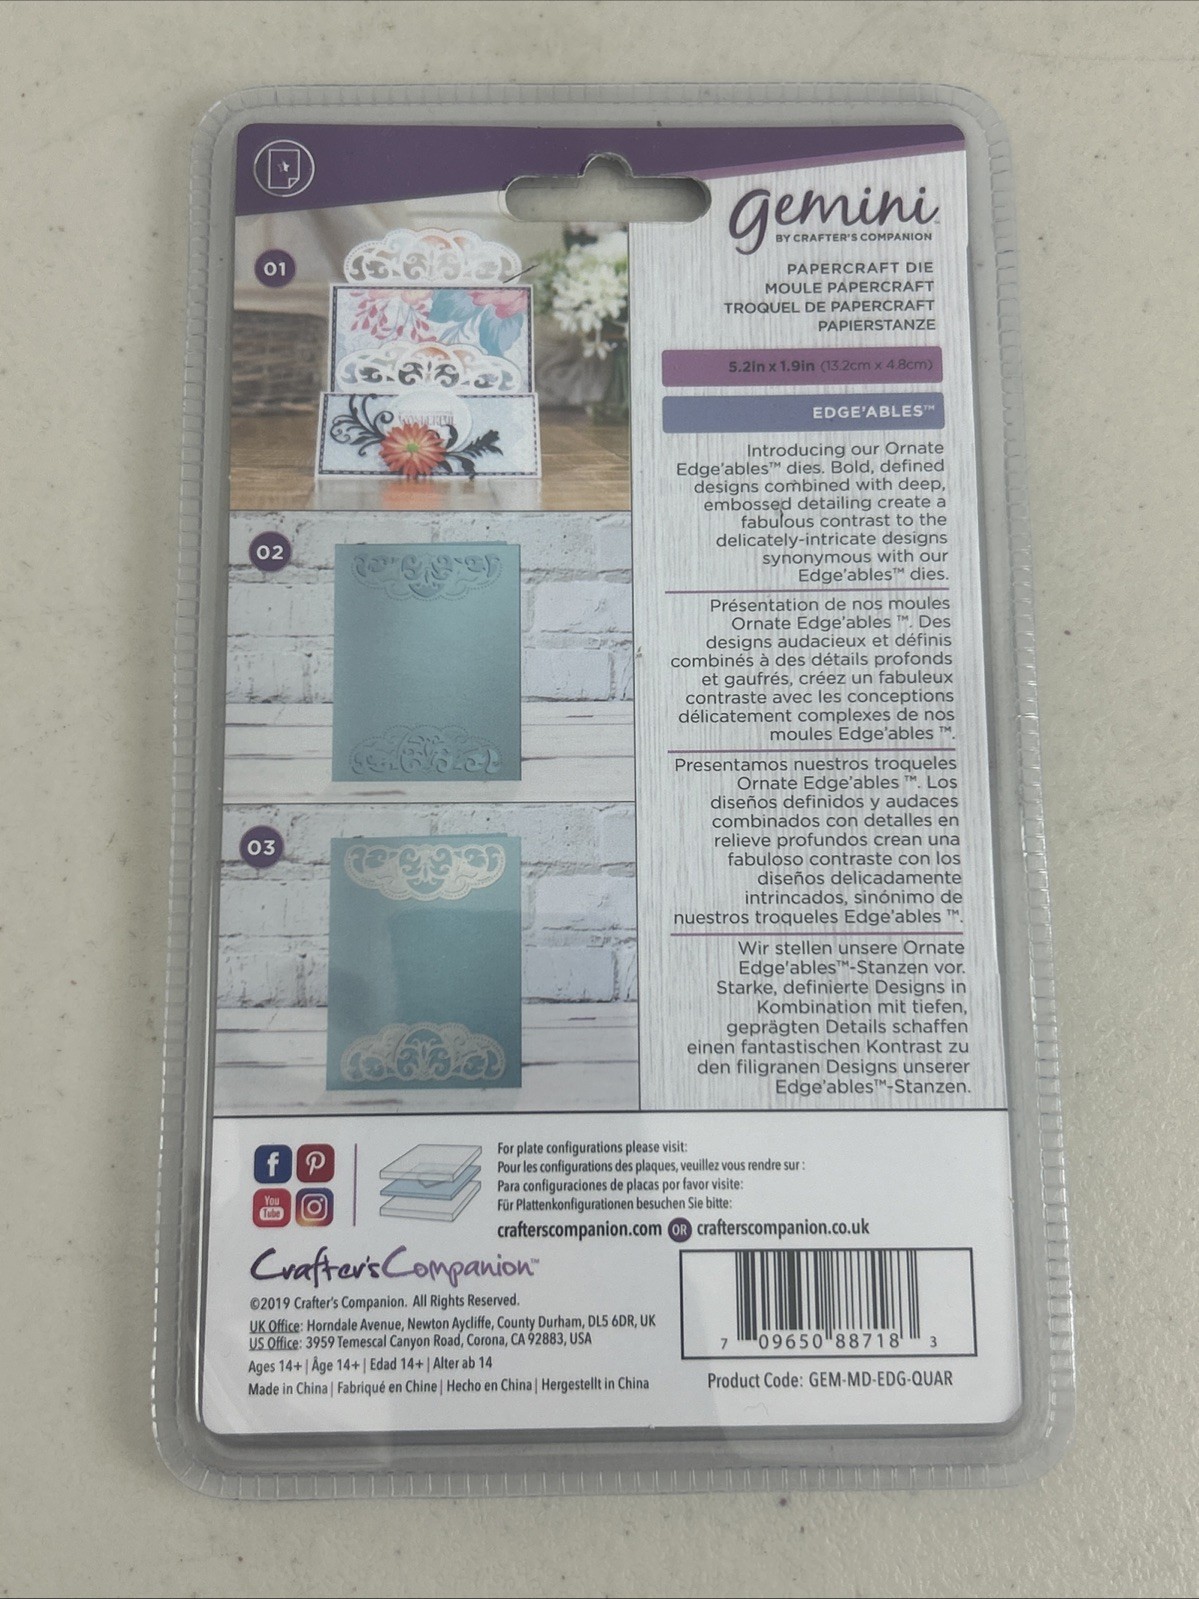 gemini
BY CRAFTER'S COMPANION
PAPERCRAFT DIE
MOULE PAPERCRAFT
TROQUEL DE PAPERCRAFT
PAPIERSTANZE
5.2in x 1.9in (13.2cm x 4.8cm)
EDGE'ABLES™
Introducing our Ornate
Edge'ables™ dies. Bold, defined
designs combined with deep,
embossed detailing create a
fabulous contrast to the
delicately-intricate designs
synonymous with our
Edge'ables™ dies.
Présentation de nos moules
Ornate Edge'ables ™. Des
designs audacieux et définis
combinés à des détails profonds
et gaufrés, créez un fabuleux
contraste avec les conceptions
délicatement complexes de nos
moules Edge'ables ™.
Presentamos nuestros troqueles
Ornate Edge'ables ™. Los
diseños definidos y audaces
combinados con detalles en
relieve profundos crean una
fabuloso contraste con los
diseños delicadamente
intrincados, sinónimo de
nuestros troqueles Edge'ables ™.
Wir stellen unsere Ornate
Edge'ables™-Stanzen vor.
Starke, definierte Designs in
Kombination mit tiefen,
geprägten Details schaffen
einen fantastischen Kontrast zu
den filigranen Designs unserer
Edge'ables™-Stanzen.
01
02
03
You
Tube
For plate configurations please visit:
Pour les configurations des plaques, veuillez vous rendre sur :
Para configuraciones de placas por favor visite:
Für Plattenkonfigurationen besuchen Sie bitte:
crafterscompanion.com OR crafterscompanion.co.uk
Crafter's Companion™
©2019 Crafter's Companion. All Rights Reserved.
UK Office: Horndale Avenue, Newton Aycliffe, County Durham, DL5 6DR, UK
US Office: 3959 Temescal Canyon Road, Corona, CA 92883, USA
Ages 14+ | Âge 14+ | Edad 14+ | Alter ab 14
Made in China | Fabriqué en Chine | Hecho en China | Hergestellt in China
7 09650 88718 3
Product Code: GEM-MD-EDG-QUAR